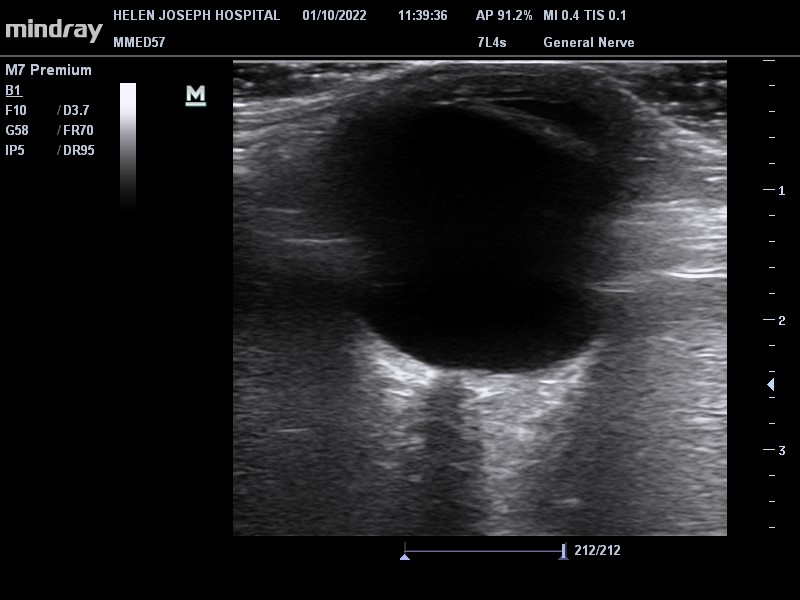 mindray
HELEN JOSEPH HOSPITAL 01/10/2022 11:39:36 AP 91.2% MI 0.4 TIS 0.1
MMED57 7L4s General Nerve
M7 Premium
B1
F10 / D3.7
G58 / FR70
IP5 / DR95
M
1
2
3
212/212